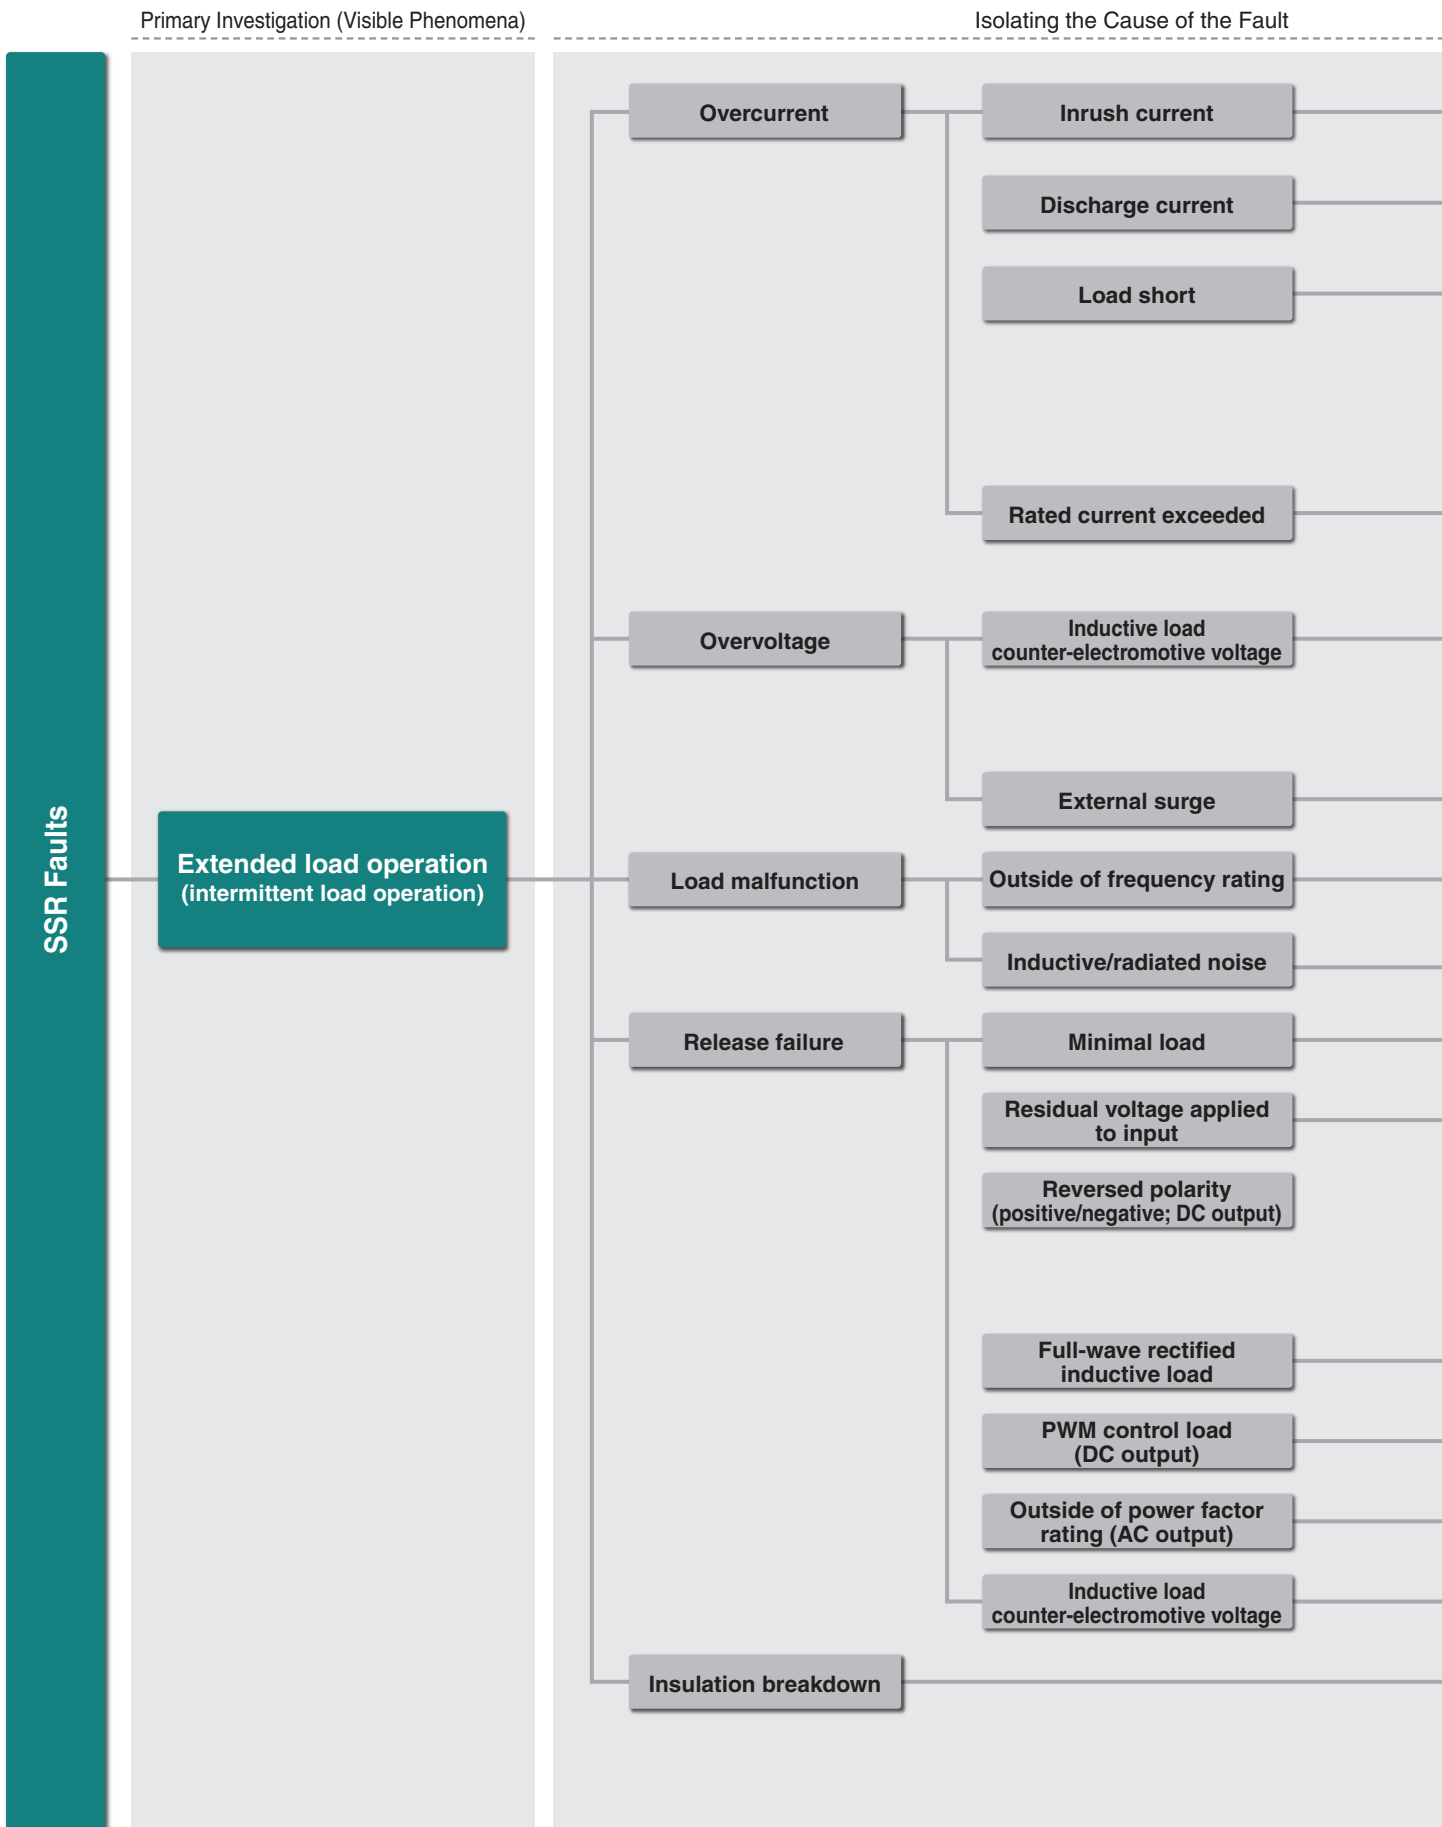 Primary Investigation (Visible Phenomena)
Isolating the Cause of the Fault
SSR Faults
Extended load operation
(intermittent load operation)
Overcurrent
Inrush current
Discharge current
Load short
Rated current exceeded
Overvoltage
Inductive load
counter-electromotive voltage
External surge
Load malfunction
Outside of frequency rating
Inductive/radiated noise
Release failure
Minimal load
Residual voltage applied
to input
Reversed polarity
(positive/negative; DC output)
Full-wave rectified
inductive load
PWM control load
(DC output)
Outside of power factor
rating (AC output)
Inductive load
counter-electromotive voltage
Insulation breakdown